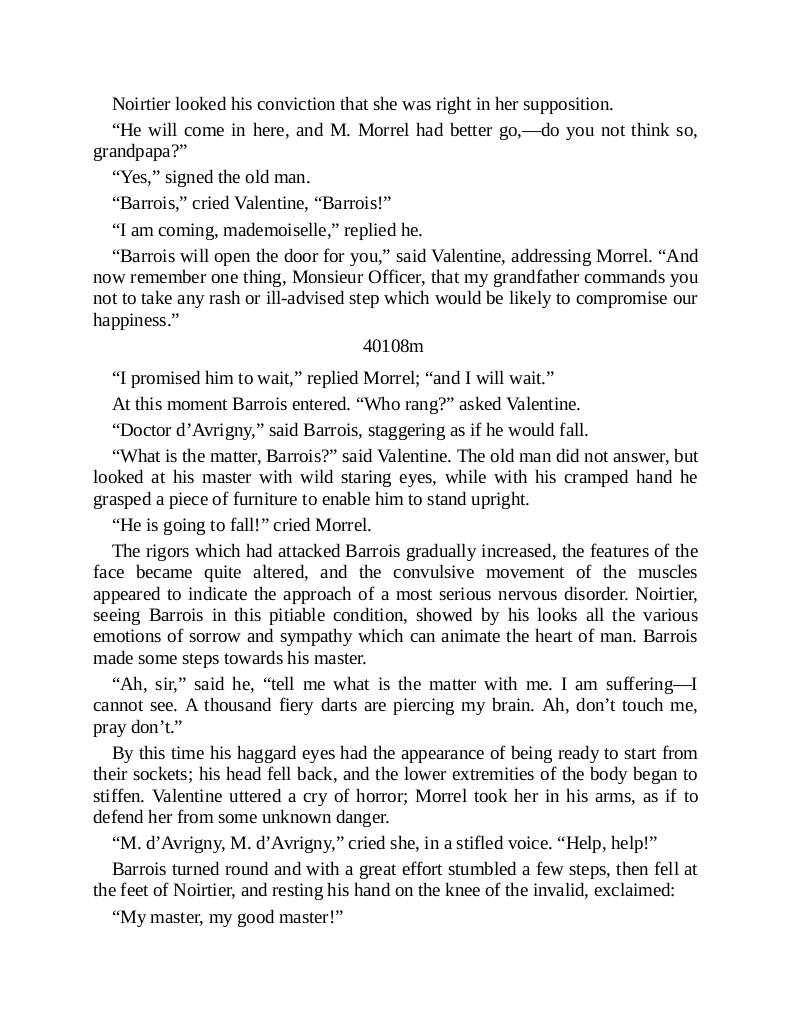 Noirtier looked his conviction that she was right in her supposition.
“He will come in here, and M. Morrel had better go,—do you not think so,
grandpapa?”
“Yes,” signed the old man.
“Barrois,” cried Valentine, “Barrois!”
“I am coming, mademoiselle,” replied he.
“Barrois will open the door for you,” said Valentine, addressing Morrel. “And
now remember one thing, Monsieur Officer, that my grandfather commands you
not to take any rash or ill-advised step which would be likely to compromise our
happiness.”
40108m
“I promised him to wait,” replied Morrel; “and I will wait.”
At this moment Barrois entered. “Who rang?” asked Valentine.
“Doctor d’Avrigny,” said Barrois, staggering as if he would fall.
“What is the matter, Barrois?” said Valentine. The old man did not answer, but
looked at his master with wild staring eyes, while with his cramped hand he
grasped a piece of furniture to enable him to stand upright.
“He is going to fall!” cried Morrel.
The rigors which had attacked Barrois gradually increased, the features of the
face became quite altered, and the convulsive movement of the muscles
appeared to indicate the approach of a most serious nervous disorder. Noirtier,
seeing Barrois in this pitiable condition, showed by his looks all the various
emotions of sorrow and sympathy which can animate the heart of man. Barrois
made some steps towards his master.
“Ah, sir,” said he, “tell me what is the matter with me. I am suffering—I
cannot see. A thousand fiery darts are piercing my brain. Ah, don’t touch me,
pray don’t.”
By this time his haggard eyes had the appearance of being ready to start from
their sockets; his head fell back, and the lower extremities of the body began to
stiffen. Valentine uttered a cry of horror; Morrel took her in his arms, as if to
defend her from some unknown danger.
“M. d’Avrigny, M. d’Avrigny,” cried she, in a stifled voice. “Help, help!”
Barrois turned round and with a great effort stumbled a few steps, then fell at
the feet of Noirtier, and resting his hand on the knee of the invalid, exclaimed:
“My master, my good master!”